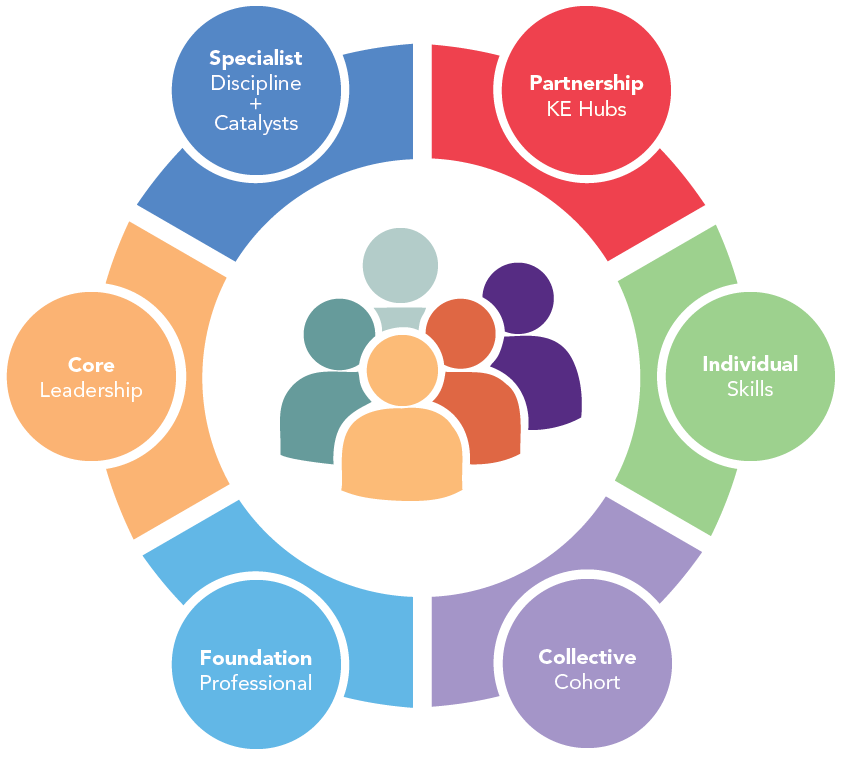 Specialist
Discipline
+
Catalysts
Partnership
KE Hubs
Core
Leadership
Individual
Skills
Foundation
Professional
Collective
Cohort